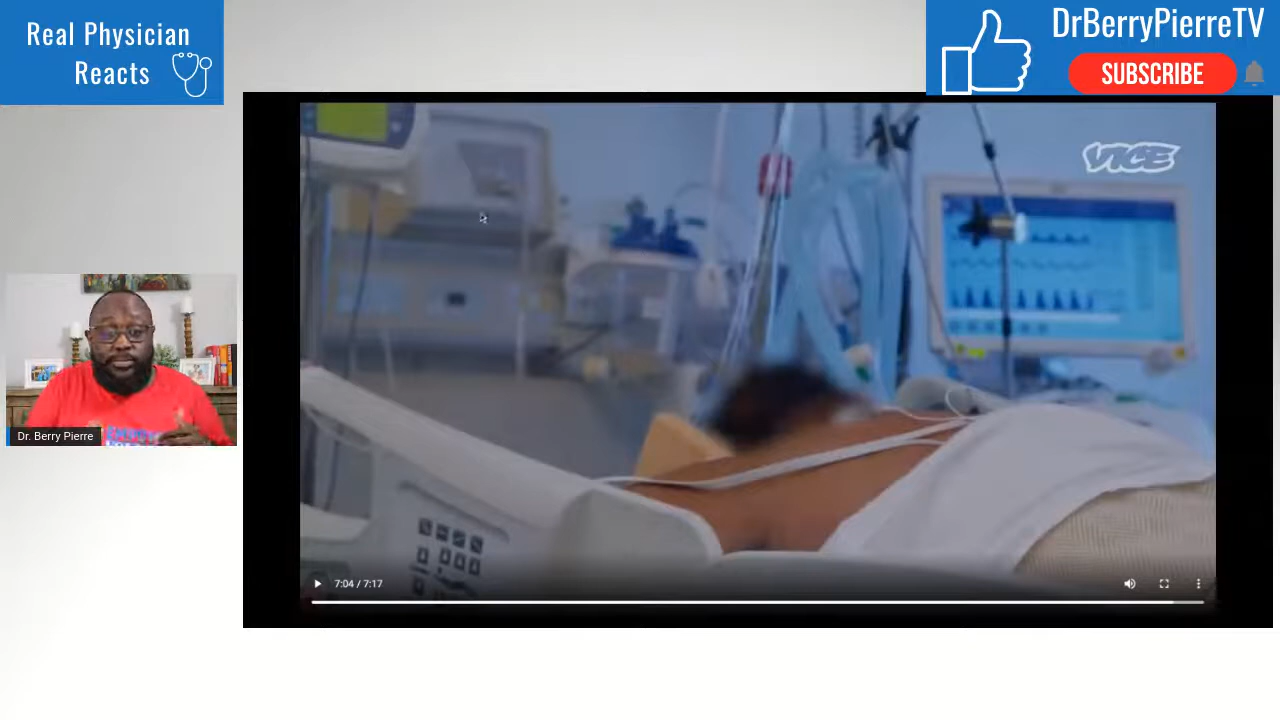 Real Physician
Reacts
DrBerryPierreTV
SUBSCRIBE
VICE
Dr. Berry Pierre
7:04 / 7:17